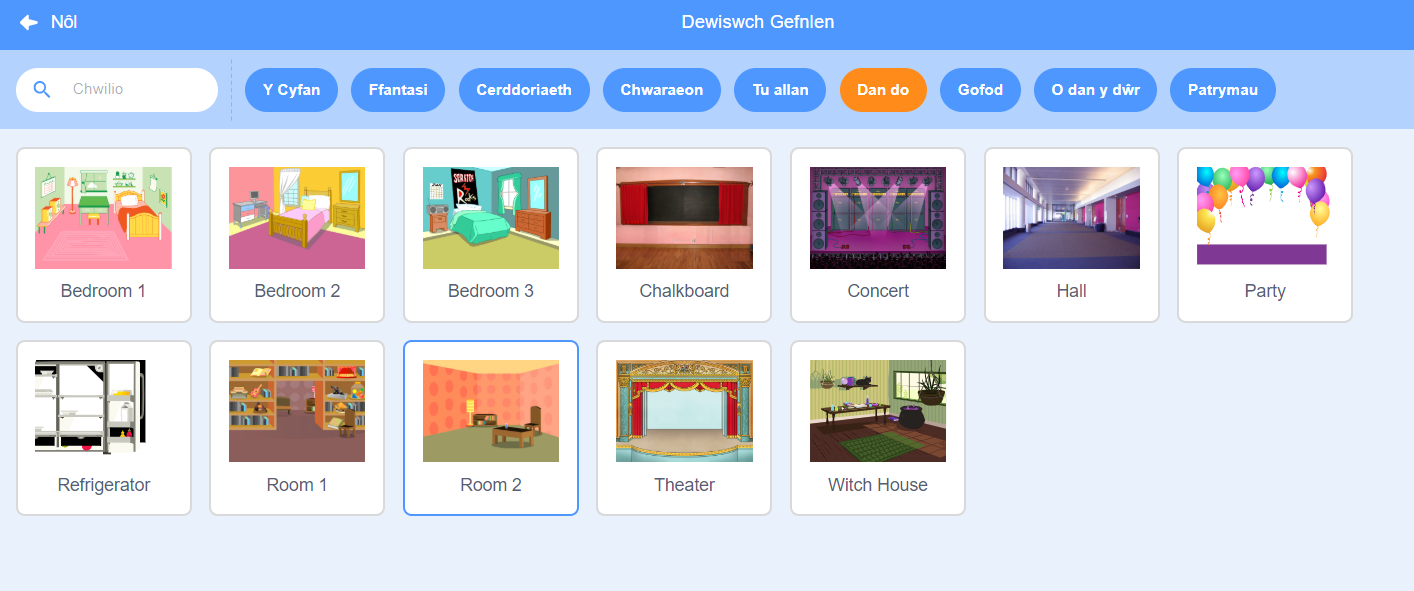 Nôl
Dewiswch Gefnlen
Chwilio
Y Cyfan
Ffantasi
Cerddoriaeth
Chwaraeon
Tu allan
Dan do
Gofod
O dan y dŵr
Patrymau
Bedroom 1
Bedroom 2
Bedroom 3
Chalkboard
Concert
Hall
Party
Refrigerator
Room 1
Room 2
Theater
Witch House